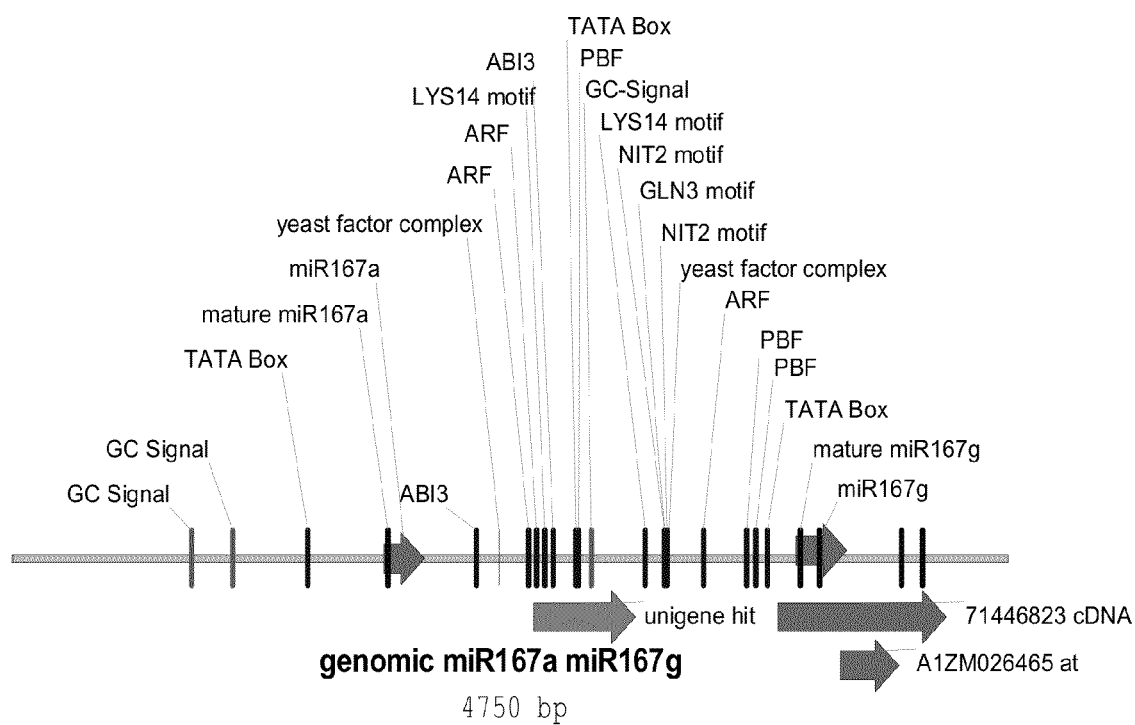 TATA Box
ABI3
PBF
LYS14 motif
GC-Signal
ARF
LYS14 motif
NIT2 motif
ARF
GLN3 motif
yeast factor complex
NIT2 motif
miR167a
yeast factor complex
mature miR167a
ARF
TATA Box
PBF
PBF
TATA Box
GC Signal
mature miR167g
GC Signal
ABI3
miR167g
unigene hit
71446823 cDNA
genomic miR167a miR167g
A1ZM026465 at
4750 bp